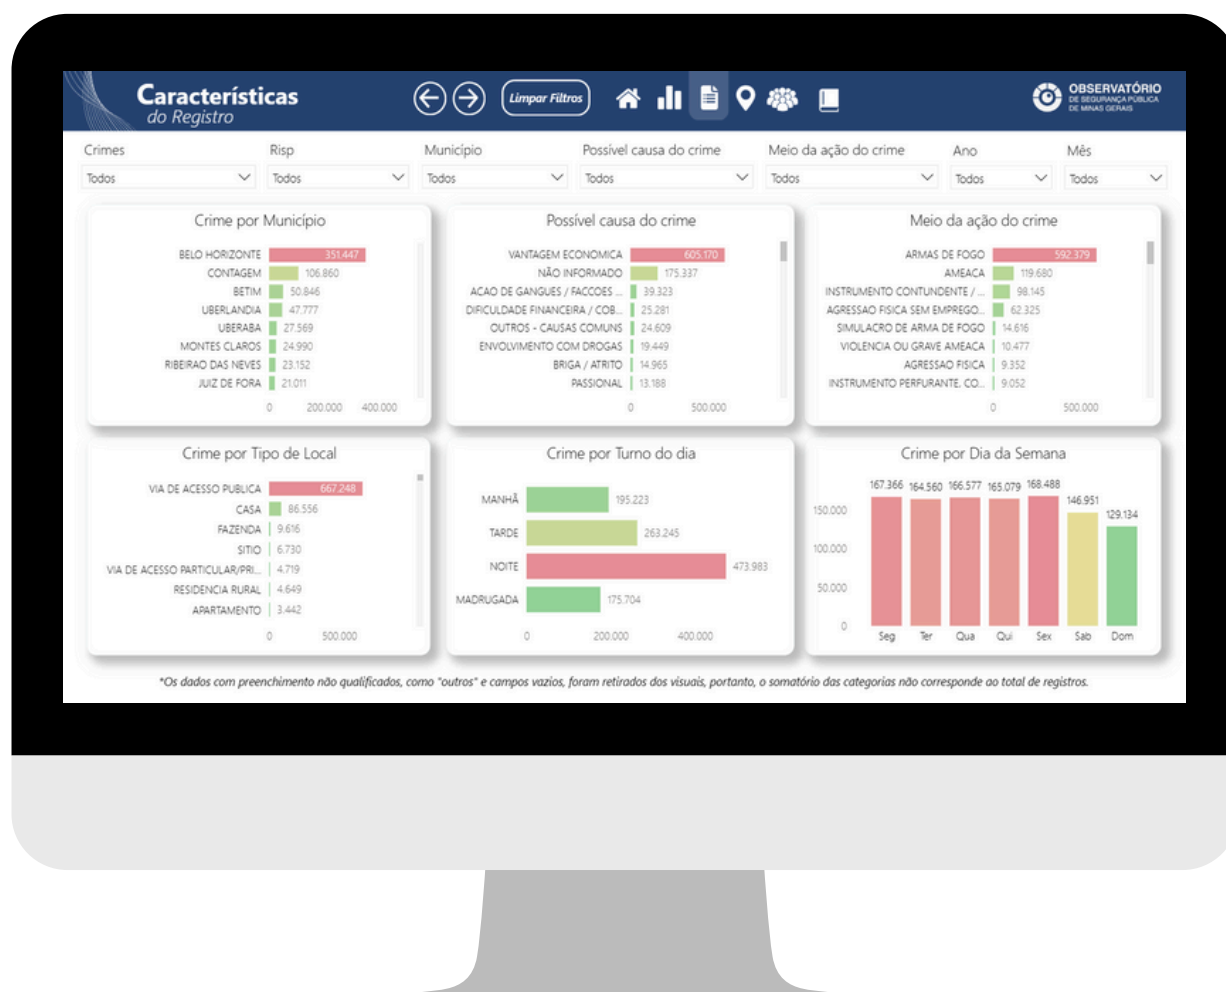 Características
do Registro
Limpar Filtros
OBSERVATÓRIO
DE SEGURANÇA PÚBLICA
DE MINAS GERAIS
Crimes
Risp
Município
Possível causa do crime
Meio da ação do crime
Ano
Mês
Todos
Todos
Todos
Todos
Todos
Todos
Todos
Crime por Município
BELO HORIZONTE 351.447
CONTAGEM 106.860
BETIM 50.846
UBERLANDIA 47.777
UBERABA 27.569
MONTES CLAROS 24.990
RIBEIRAO DAS NEVES 23.152
JUIZ DE FORA 21.011
0 200.000 400.000
Possível causa do crime
VANTAGEM ECONOMICA 605.170
NÃO INFORMADO 175.337
ACAO DE GANGUES / FACCOES ... 39.323
DIFICULDADE FINANCEIRA / COB... 25.281
OUTROS - CAUSAS COMUNS 24.609
ENVOLVIMENTO COM DROGAS 19.449
BRIGA / ATRITO 14.965
PASSIONAL 13.188
0 500.000
Meio da ação do crime
ARMAS DE FOGO 592.379
AMEACA 119.680
INSTRUMENTO CONTUNDENTE / ... 98.145
AGRESSAO FISICA SEM EMPREGO... 62.325
SIMULACRO DE ARMA DE FOGO 14.616
VIOLENCIA OU GRAVE AMEACA 10.477
AGRESSAO FISICA 9.352
INSTRUMENTO PERFURANTE. CO... 9.052
0 500.000
Crime por Tipo de Local
VIA DE ACESSO PUBLICA 667.248
CASA 86.556
FAZENDA 9.616
SITIO 6.730
VIA DE ACESSO PARTICULAR/PRI... 4.719
RESIDENCIA RURAL 4.649
APARTAMENTO 3.442
0 500.000
Crime por Turno do dia
MANHÃ 195.223
TARDE 263.245
NOITE 473.983
MADRUGADA 175.704
0 200.000 400.000
Crime por Dia da Semana
167.366 164.560 166.577 165.079 168.488 146.951 129.134
150.000
100.000
50.000
0
Seg Ter Qua Qui Sex Sab Dom
*Os dados com preenchimento não qualificados, como "outros" e campos vazios, foram retirados dos visuais, portanto, o somatório das categorias não corresponde ao total de registros.